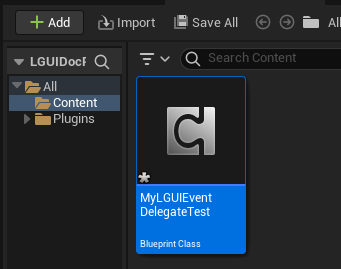 Add
Import
Save All
All
LGUIDocF
Search Content
All
Content
Plugins
MyLGUIEvent
DelegateTest
Blueprint Class